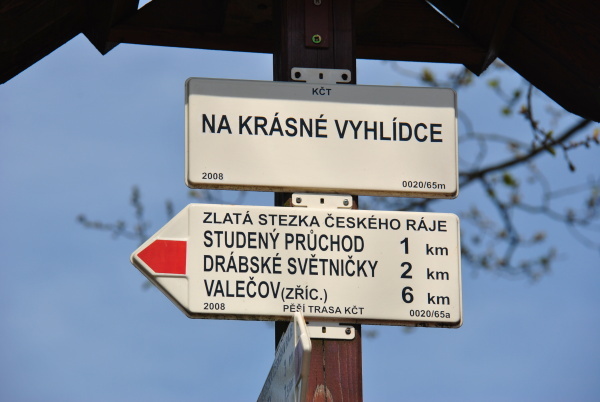 KČT
NA KRÁSNÉ VYHLÍDCE
2008 0020/65m
ZLATÁ STEZKA ČESKÉHO RÁJE
STUDENÝ PRŮCHOD 1 km
DRÁBSKÉ SVĚTNIČKY 2 km
VALEČOV (ZŘÍC.) 6 km
2008 PĚŠÍ TRASA KČT 0020/65a